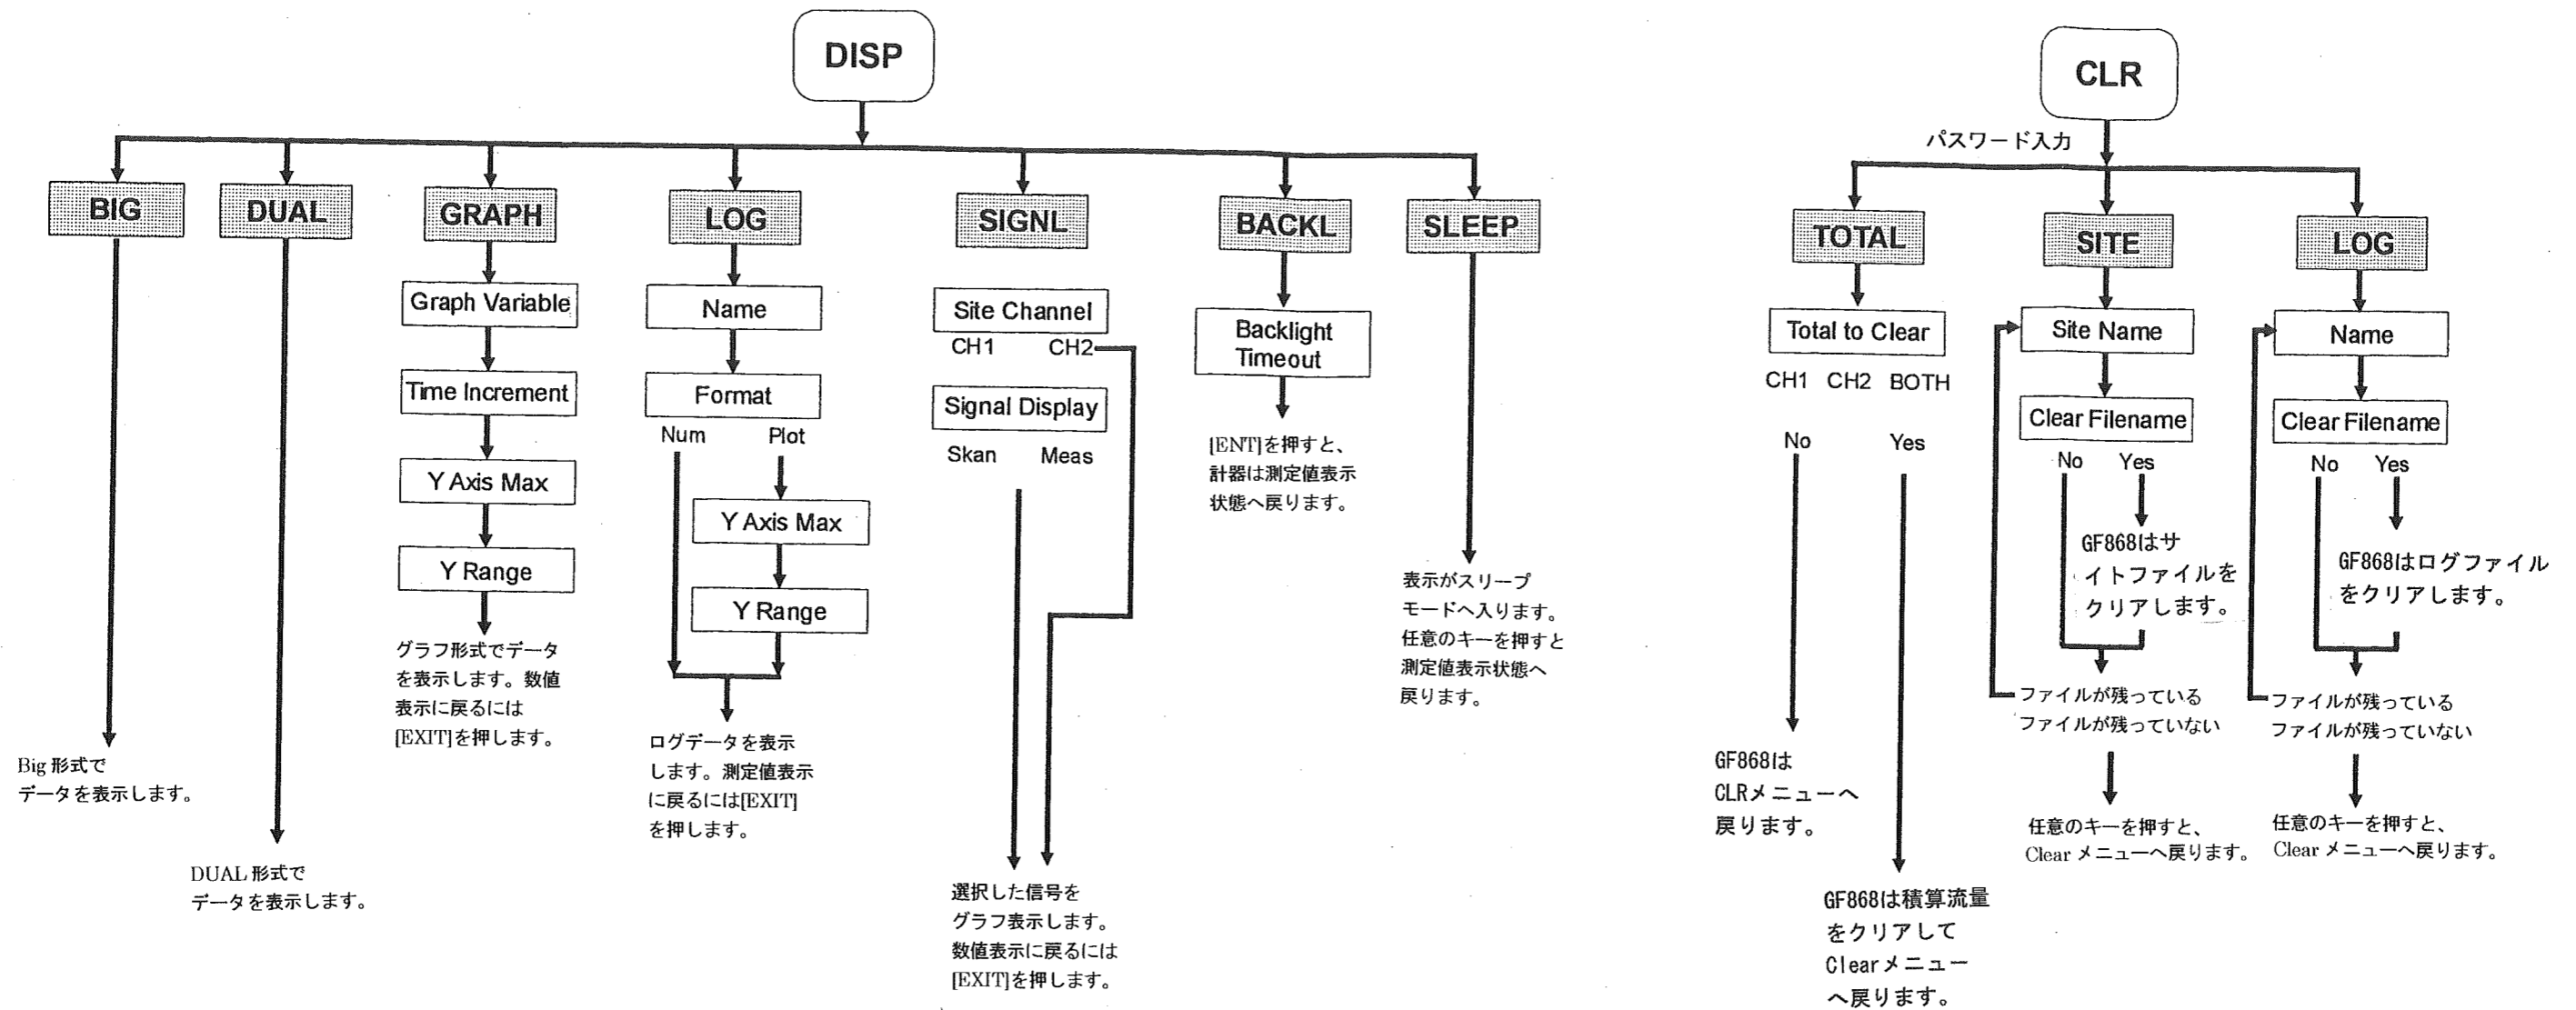 DISP
BIG
DUAL
GRAPH
LOG
SIGNL
BACKL
SLEEP
Big 形式で
データを表示します。
DUAL 形式で
データを表示します。
Graph Variable
Time Increment
Y Axis Max
Y Range
グラフ形式でデータ
を表示します。数値
表示に戻るには
[EXIT]を押します。
Name
Format
Num Plot
Y Axis Max
Y Range
ログデータを表示
します。測定値表示
に戻るには[EXIT]
を押します。
Site Channel
CH1 CH2
Signal Display
Skan Meas
選択した信号を
グラフ表示します。
数値表示に戻るには
[EXIT]を押します。
Backlight
Timeout
[ENT]を押すと、
計器は測定値表示
状態へ戻ります。
表示がスリープ
モードへ入ります。
任意のキーを押すと
測定値表示状態へ
戻ります。
CLR
パスワード入力
TOTAL
SITE
LOG
Total to Clear
CH1 CH2 BOTH
No Yes
GF868は
CLRメニューへ
戻ります。
GF868は積算流量
をクリアして
Clearメニュー
へ戻ります。
Site Name
Clear Filename
No Yes
GF868はサ
イトファイルを
クリアします。
ファイルが残っている
ファイルが残っていない
任意のキーを押すと、
Clear メニューへ戻ります。
Name
Clear Filename
No Yes
GF868はログファイル
をクリアします。
ファイルが残っている
ファイルが残っていない
任意のキーを押すと、
Clear メニューへ戻ります。